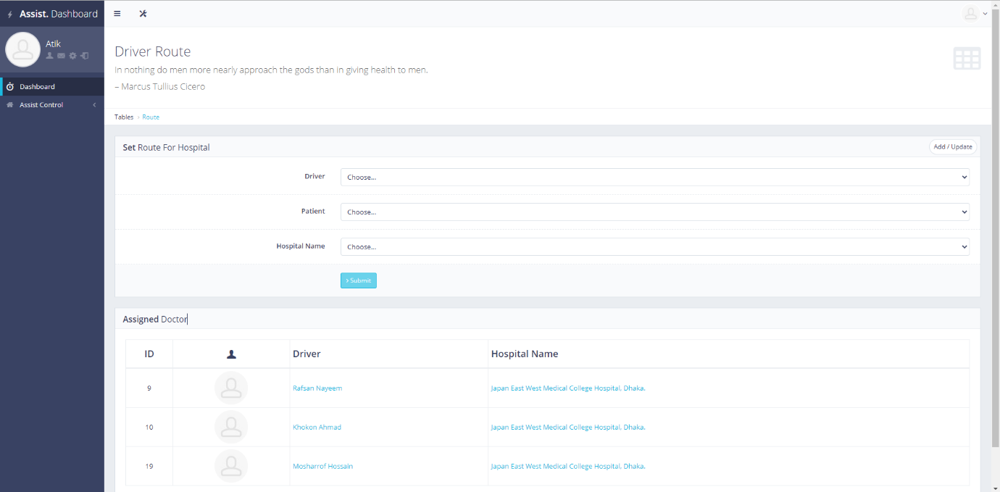 Assist. Dashboard
Atik
Dashboard
Assist Control
Driver Route
In nothing do men more nearly approach the gods than in giving health to men.
– Marcus Tullius Cicero
Tables › Route
Set Route For Hospital
Add / Update
Driver
Choose...
Patient
Choose...
Hospital Name
Choose...
› Submit
Assigned Doctor
ID Driver Hospital Name
9 Rafsan Nayeem Japan East West Medical College Hospital, Dhaka.
10 Khokon Ahmad Japan East West Medical College Hospital, Dhaka.
19 Mosharrof Hossain Japan East West Medical College Hospital, Dhaka.